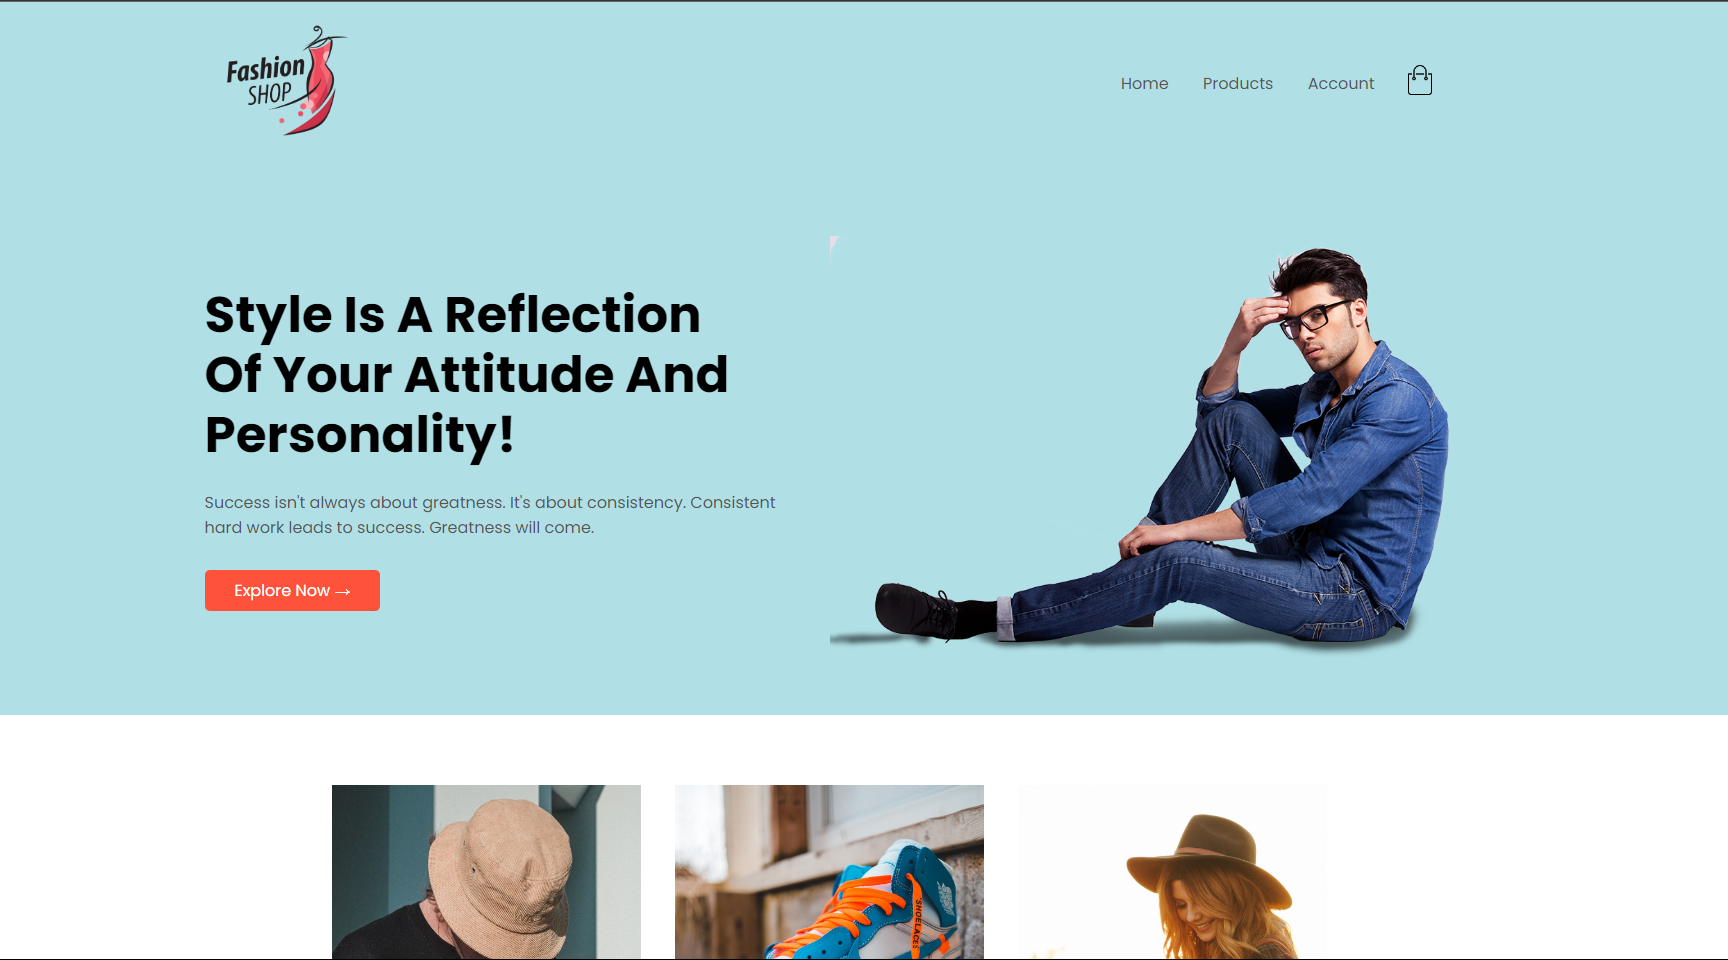 Fashion
SHOP
Home
Products
Account
Style Is A Reflection
Of Your Attitude And
Personality!
Success isn't always about greatness. It's about consistency. Consistent
hard work leads to success. Greatness will come.
Explore Now →
"SHOELACES"